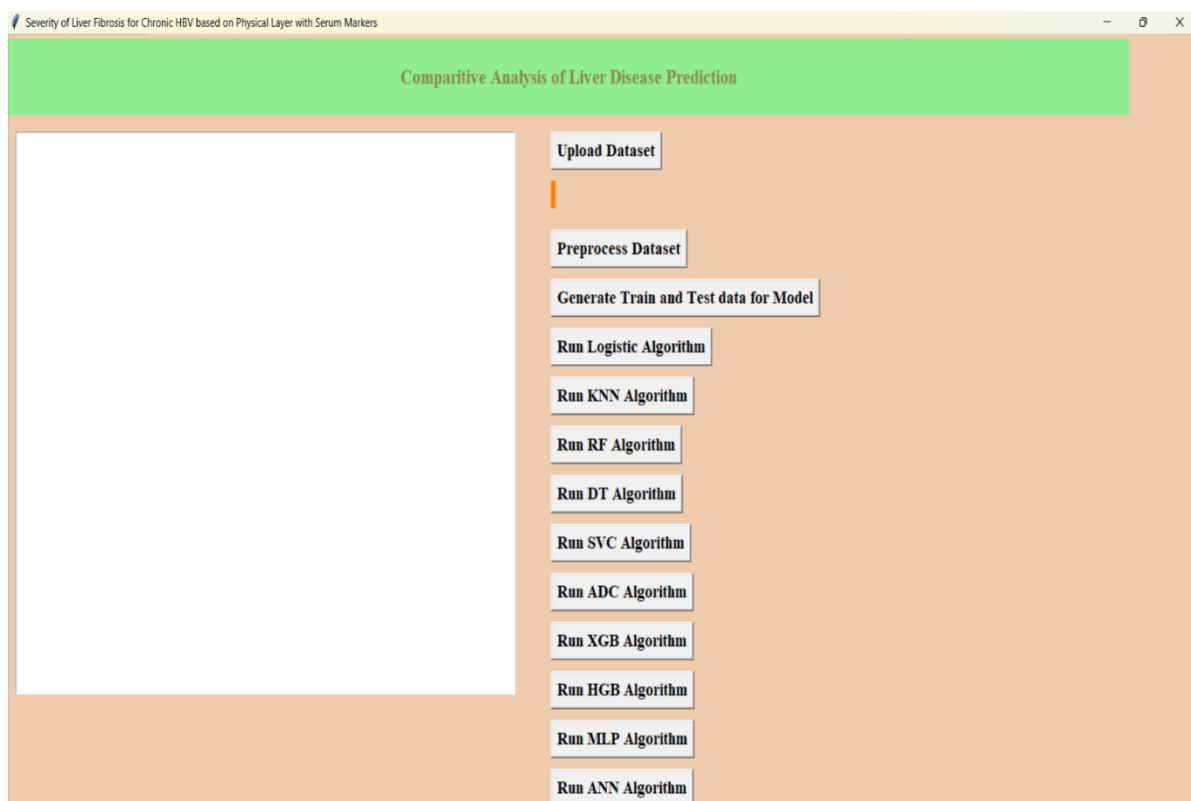 Severity of Liver Fibrosis for Chronic HBV based on Physical Layer with Serum Markers
Comparitive Analysis of Liver Disease Prediction
Upload Dataset
Preprocess Dataset
Generate Train and Test data for Model
Run Logistic Algorithm
Run KNN Algorithm
Run RF Algorithm
Run DT Algorithm
Run SVC Algorithm
Run ADC Algorithm
Run XGB Algorithm
Run HGB Algorithm
Run MLP Algorithm
Run ANN Algorithm